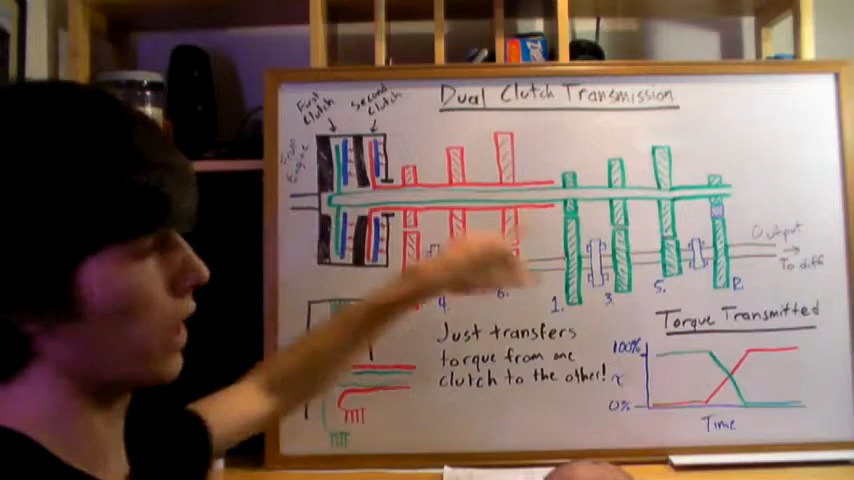 Dual Clutch Transmission
First
Clutch
Second
Clutch
From
Engine
Output
To diff
4.
6.
1.
3.
5.
R.
Just transfers
torque from one
clutch to the other!
Torque Transmitted
100%
τ
0%
Time